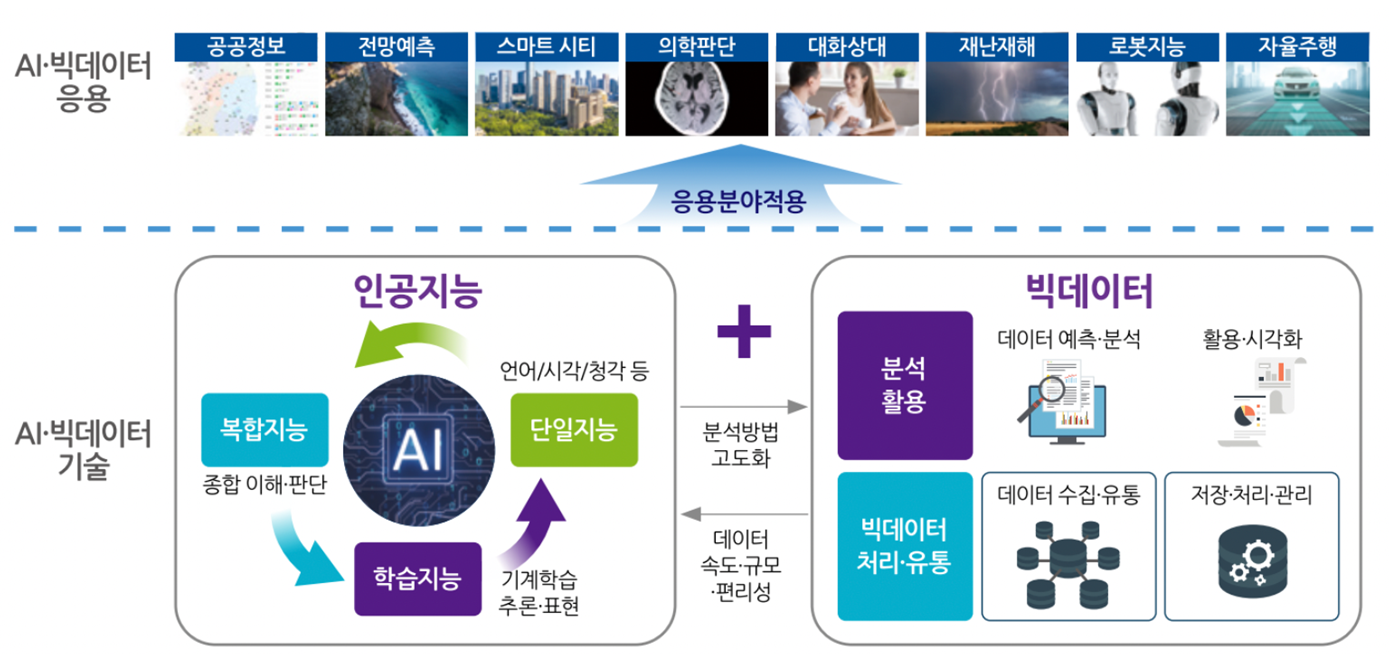 AI·빅데이터
응용
공공정보
전망예측
스마트 시티
의학판단
대화상대
재난재해
로봇지능
자율주행
응용분야적용
AI·빅데이터
기술
인공지능
언어/시각/청각 등
복합지능
AI
단일지능
종합 이해·판단
학습지능
기계학습
추론·표현
+
분석방법
고도화
데이터
속도·규모
·편리성
빅데이터
분석
활용
데이터 예측·분석
활용·시각화
빅데이터
처리·유통
데이터 수집·유통
저장·처리·관리